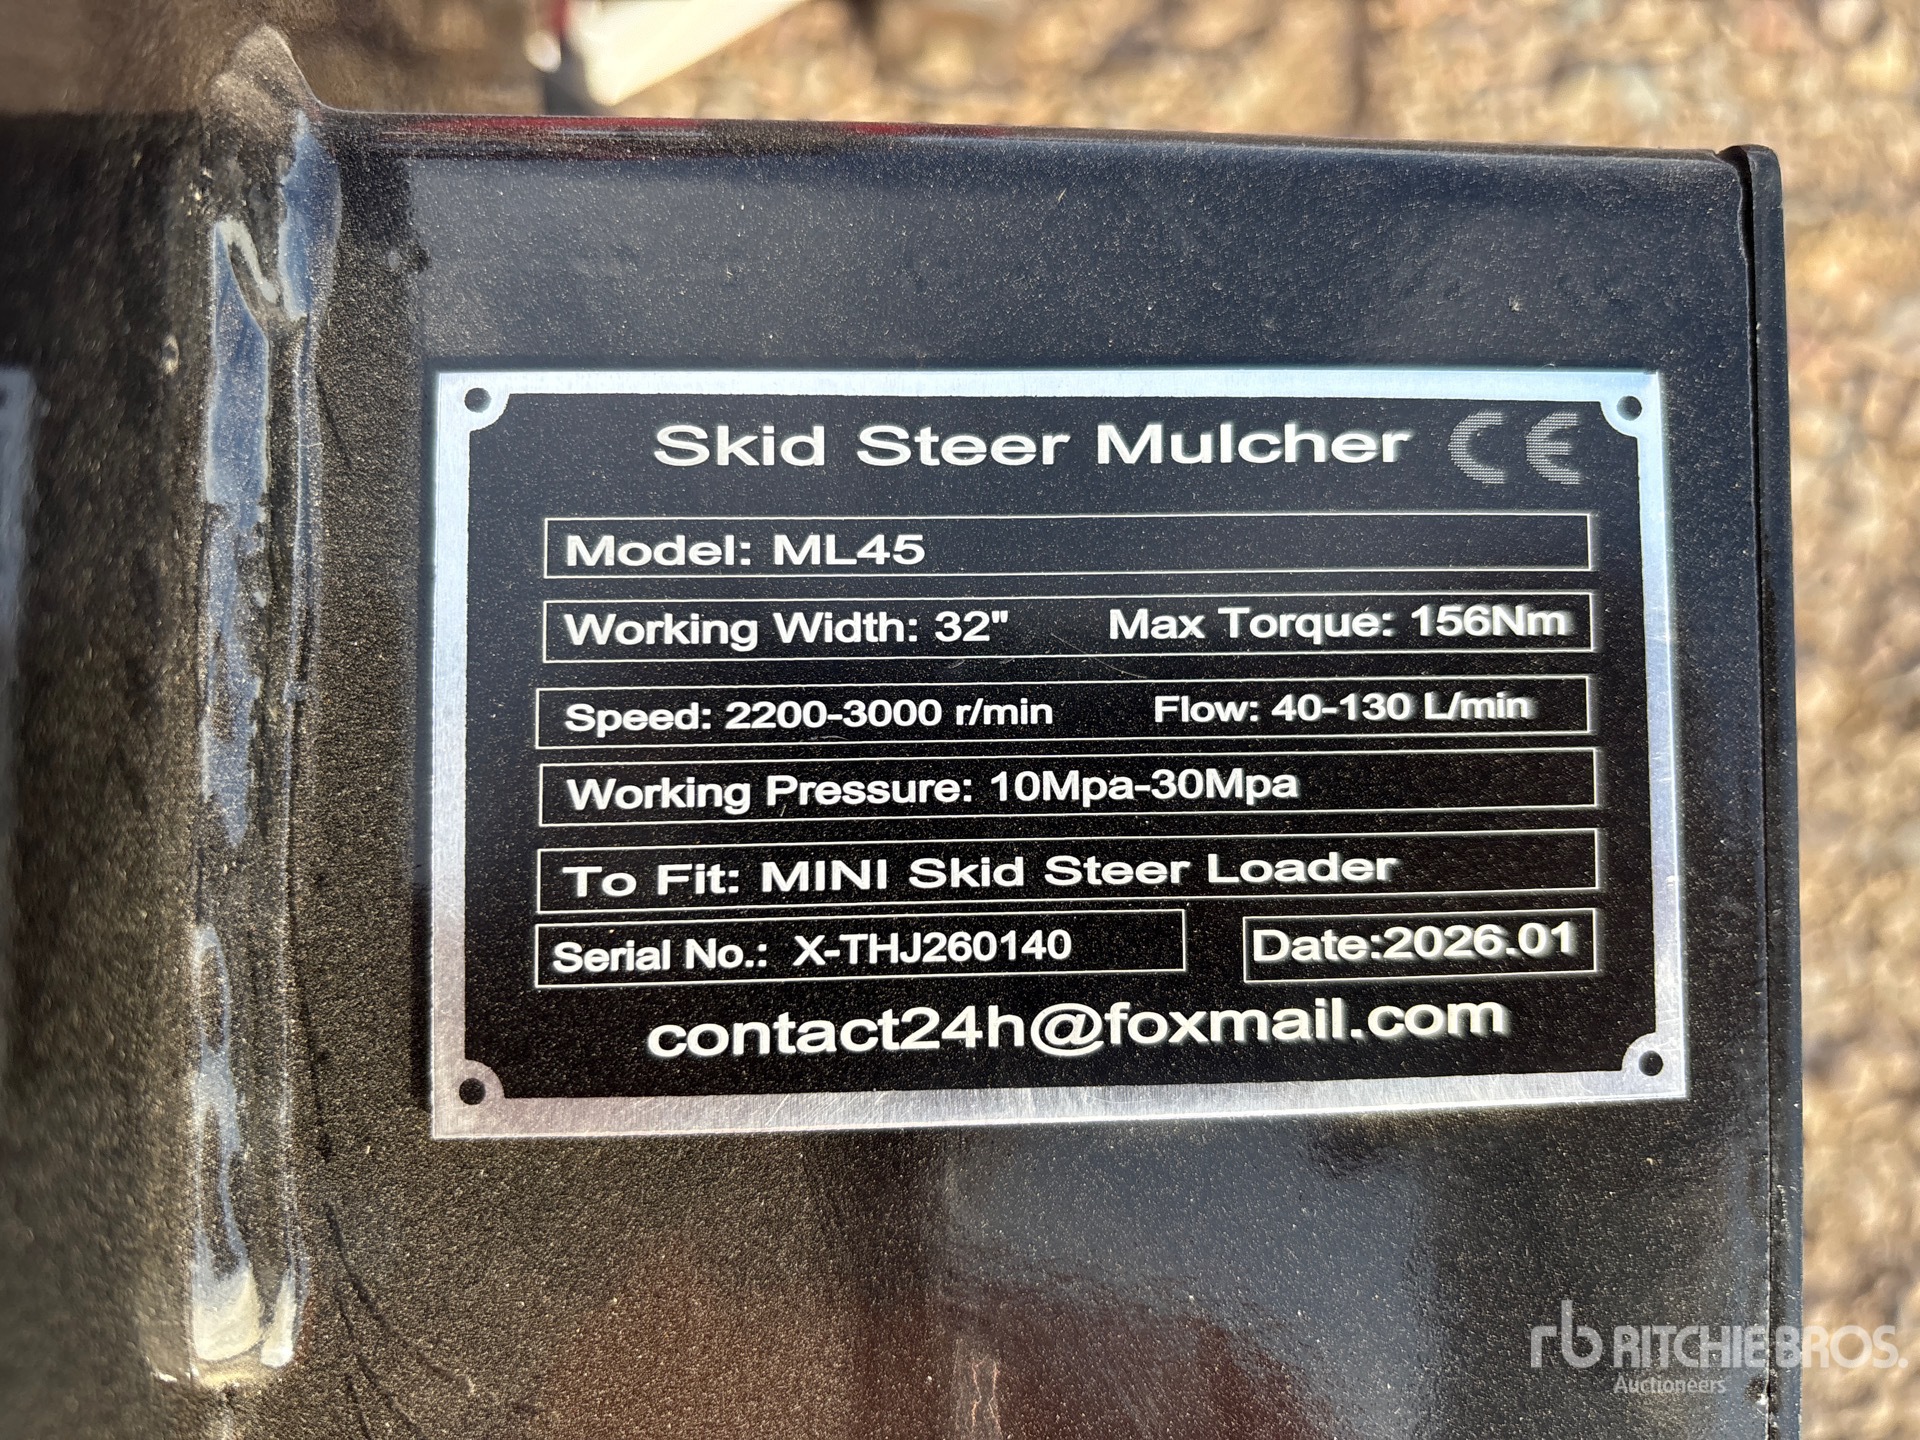 Skid Steer Mulcher CE
Model: ML45
Working Width: 32" Max Torque: 156Nm
Speed: 2200-3000 r/min Flow: 40-130 L/min
Working Pressure: 10Mpa-30Mpa
To Fit: MINI Skid Steer Loader
Serial No.: X-THJ260140 Date:2026.01
contact24h@foxmail.com
rb RITCHIE BROS.
Auctioneers